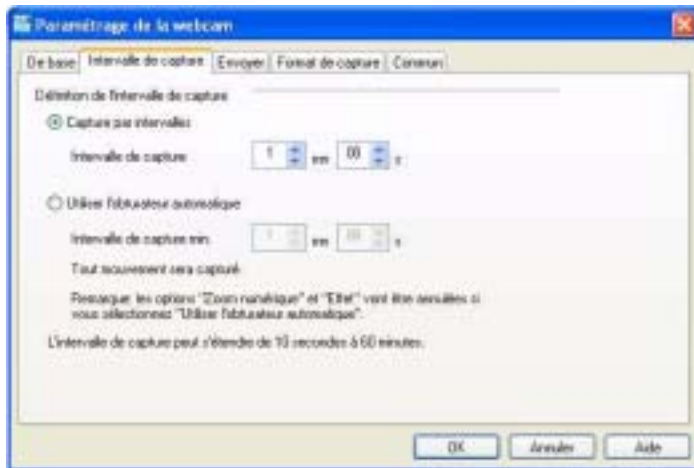 Paramétrage de la webcam
De base Intervalle de capture Envoyer Format de capture Commun
Définition de l'intervalle de capture
Capture par intervalles
Intervalle de capture 1 mn 00 s
Utiliser l'obturateur automatique
Intervalle de capture min. 1 mn 00 s
Tout mouvement sera capturé.
Remarque: les options "Zoom numérique" et "Effet" vont être annulées si
vous sélectionnez "Utiliser l'obturateur automatique".
L'intervalle de capture peut s'étendre de 10 secondes à 60 minutes.
OK Annuler Aide